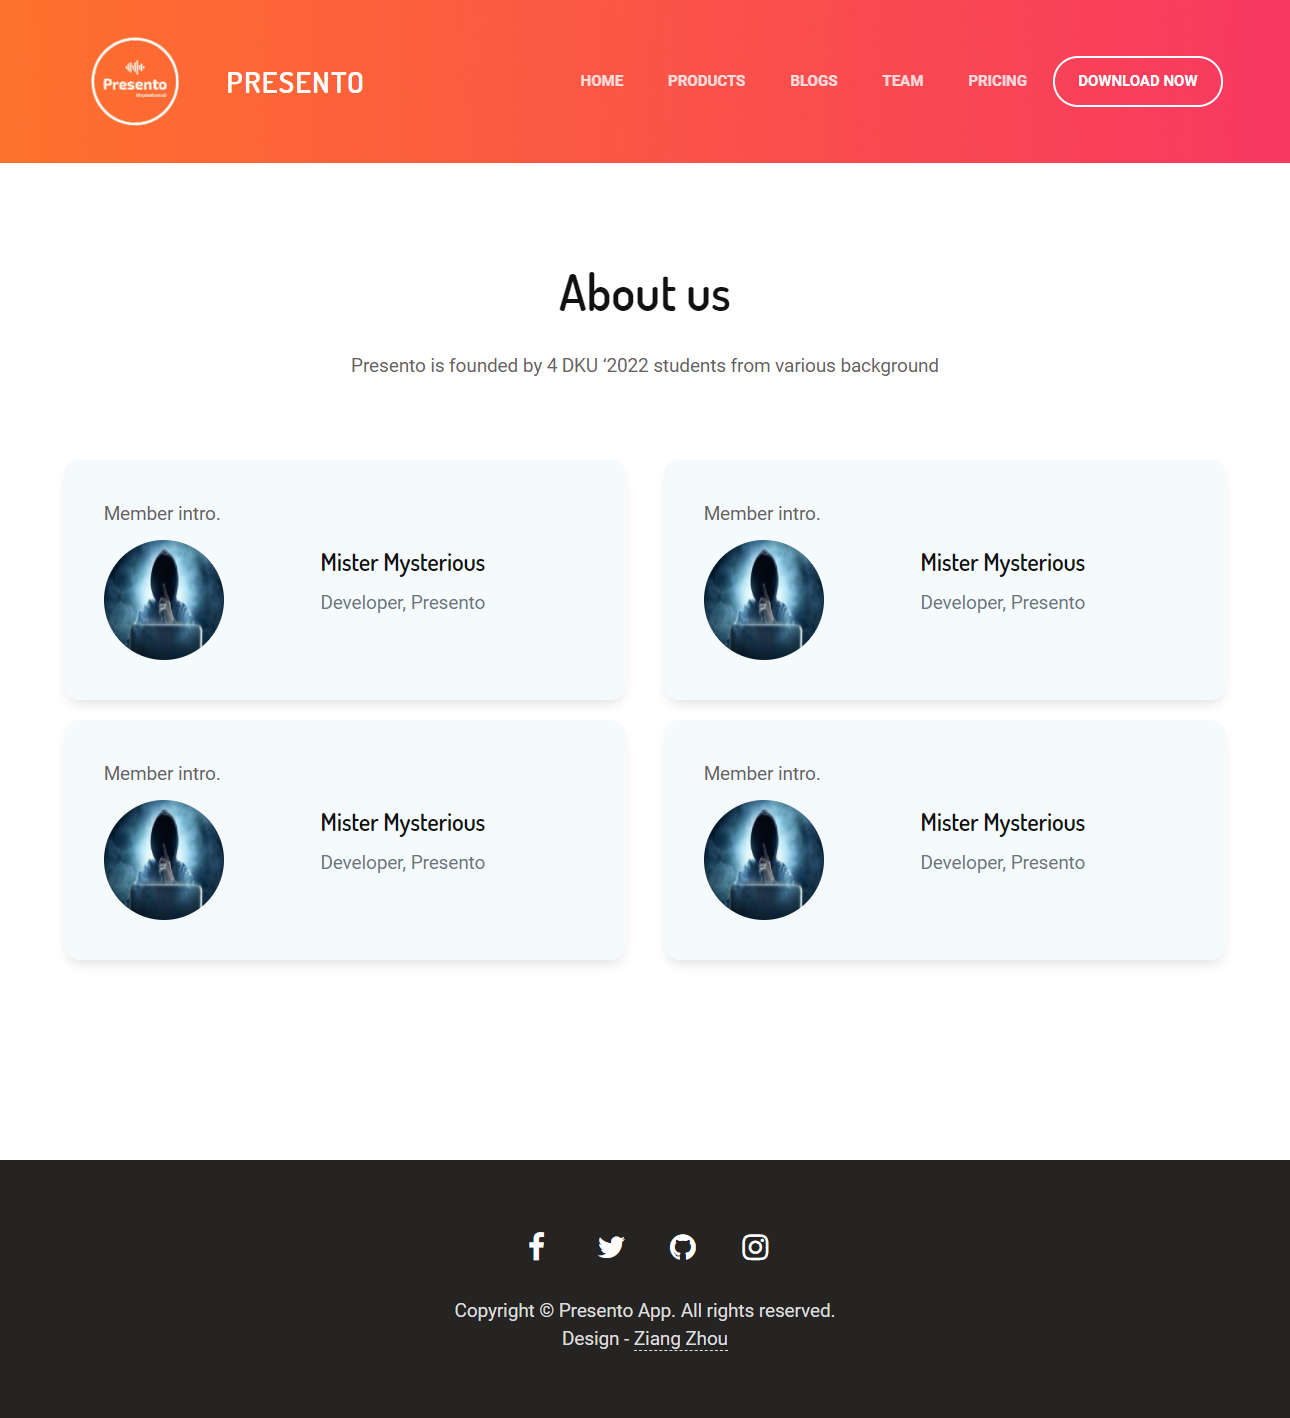 Presento
PRESENTO
HOME
PRODUCTS
BLOGS
TEAM
PRICING
DOWNLOAD NOW
About us
Presento is founded by 4 DKU ‘2022 students from various background
Member intro.
Mister Mysterious
Developer, Presento
Member intro.
Mister Mysterious
Developer, Presento
Member intro.
Mister Mysterious
Developer, Presento
Member intro.
Mister Mysterious
Developer, Presento
Copyright © Presento App. All rights reserved.
Design - Ziang Zhou